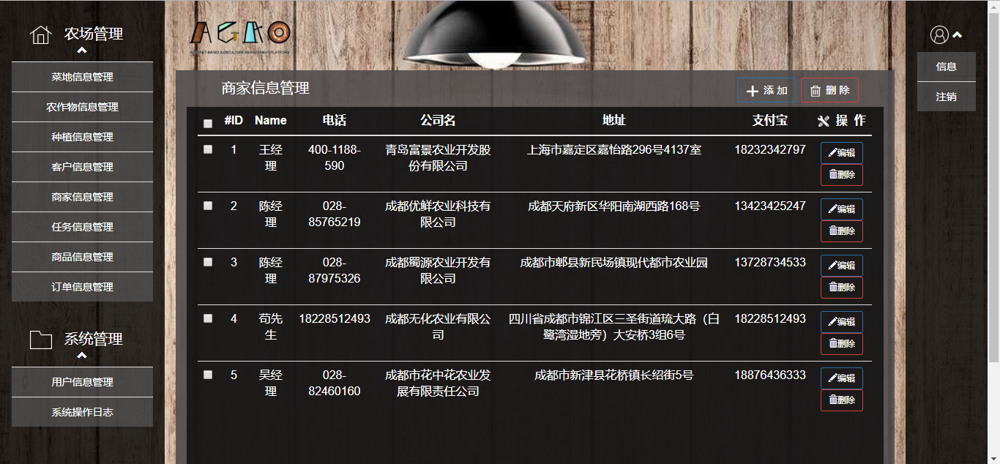 农场管理
菜地信息管理
农作物信息管理
种植信息管理
客户信息管理
商家信息管理
任务信息管理
商品信息管理
订单信息管理
系统管理
用户信息管理
系统操作日志
INTERNET-BASED AGRICULTURE MANAGEMENT PLATFORM
商家信息管理
添 加
删 除
#ID Name 电话 公司名 地址 支付宝 操 作
1 王经理 400-1188-590 青岛富景农业开发股份有限公司 上海市嘉定区嘉怡路296号4137室 18232342797 编辑 删除
2 陈经理 028-85765219 成都优鲜农业科技有限公司 成都天府新区华阳南湖西路168号 13423425247 编辑 删除
3 陈经理 028-87975326 成都蜀源农业开发有限公司 成都市郫县新民场镇现代都市农业园 13728734533 编辑 删除
4 苟先生 18228512493 成都无化农业有限公司 四川省成都市锦江区三圣街道琉大路（白鹭湾湿地旁）大安桥3组6号 18228512493 编辑 删除
5 吴经理 028-82460160 成都市花中花农业发展有限责任公司 成都市新津县花桥镇长绍街5号 18876436333 编辑 删除
信息
注销